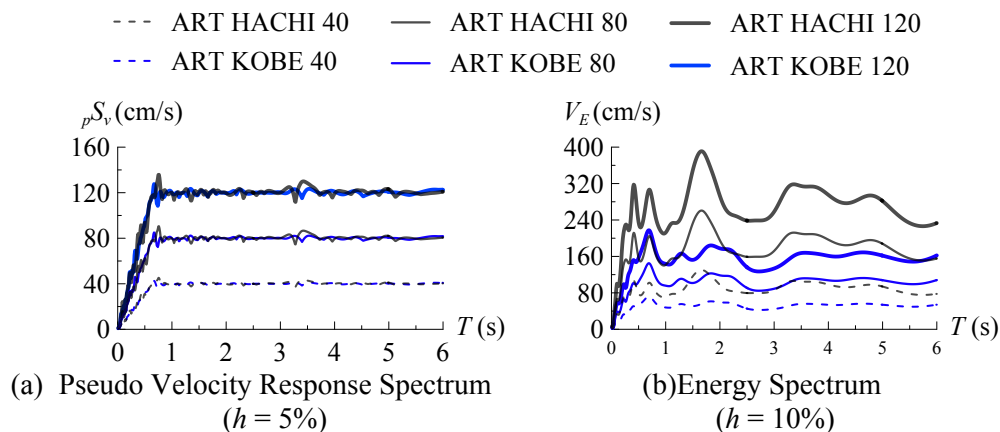 ART HACHI 40 ART HACHI 80 ART HACHI 120
ART KOBE 40 ART KOBE 80 ART KOBE 120
pSv (cm/s)
160
120
80
40
0
0 1 2 3 4 5 6
T (s)
(a) Pseudo Velocity Response Spectrum
(h = 5%)
VE (cm/s)
400
320
240
160
80
0
0 1 2 3 4 5 6
T (s)
(b)Energy Spectrum
(h = 10%)